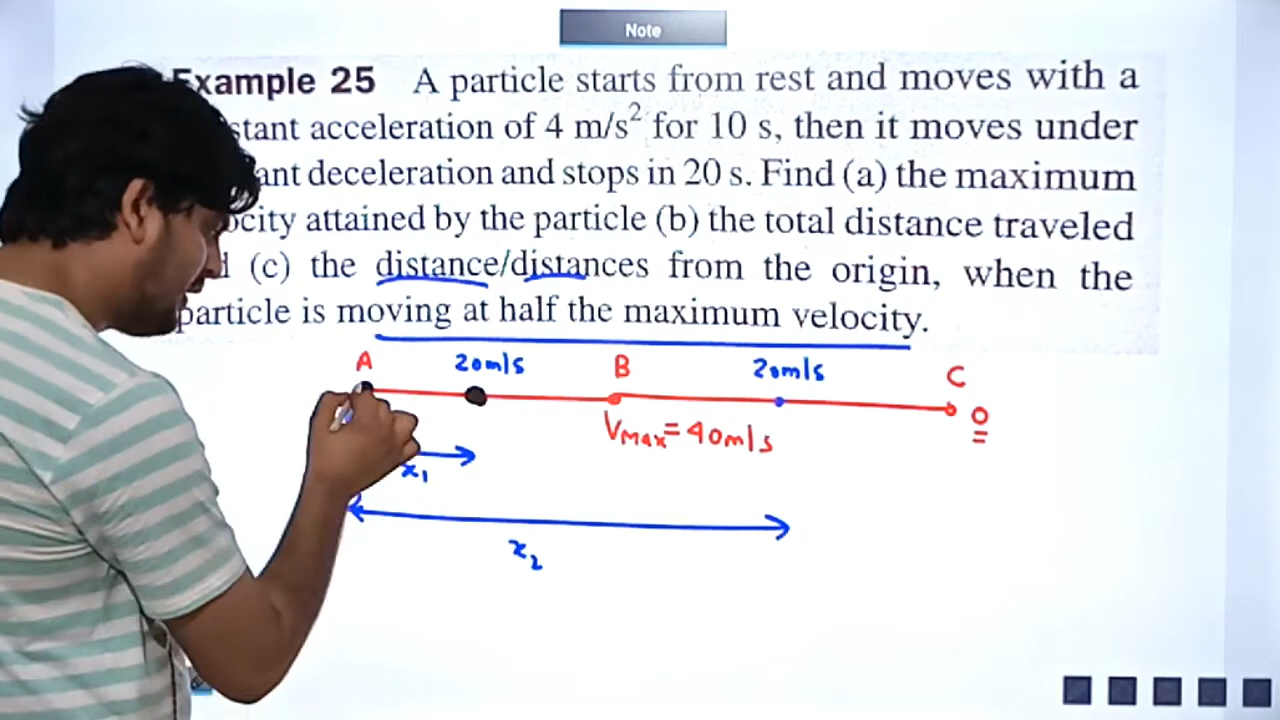 Note
Example 25 A particle starts from rest and moves with a
stant acceleration of 4 m/s² for 10 s, then it moves under
ant deceleration and stops in 20 s. Find (a) the maximum
ocity attained by the particle (b) the total distance traveled
(c) the distance/distances from the origin, when the
particle is moving at half the maximum velocity.
A 20m/s B 20m/s C
0
VMax=40m/s
x₁
x₂